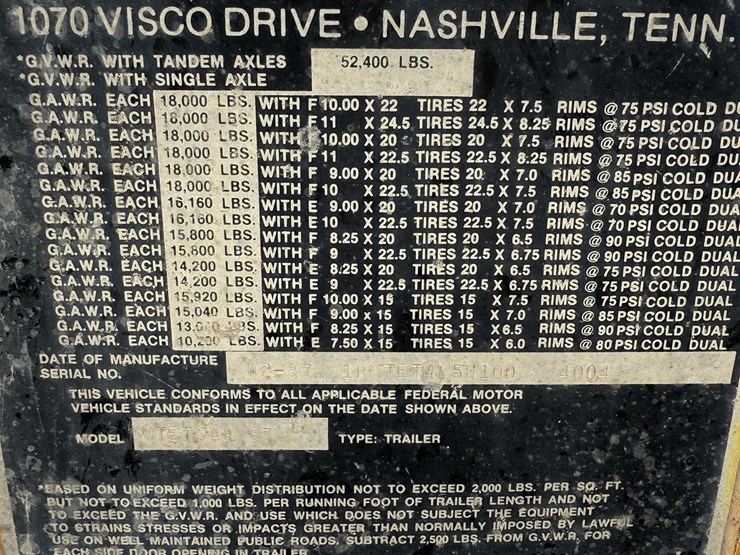 1070 VISCO DRIVE • NASHVILLE, TENN.
*G.V.W.R. WITH TANDEM AXLES 52,400 LBS.
*G.V.W.R. WITH SINGLE AXLE
G.A.W.R. EACH 18,000 LBS. WITH F 10.00 X 22 TIRES 22 X 7.5 RIMS @ 75 PSI COLD DU
G.A.W.R. EACH 18,000 LBS. WITH F 11 X 24.5 TIRES 24.5 X 8.25 RIMS @ 75 PSI COLD DU
G.A.W.R. EACH 18,000 LBS. WITH F 10.00 X 20 TIRES 20 X 7.5 RIMS @ 75 PSI COLD DU
G.A.W.R. EACH 18,000 LBS. WITH F 11 X 22.5 TIRES 22.5 X 8.25 RIMS @ 75 PSI COLD DU
G.A.W.R. EACH 18,000 LBS. WITH F 9.00 X 20 TIRES 20 X 7.0 RIMS @ 85 PSI COLD DUA
G.A.W.R. EACH 18,000 LBS. WITH F 10 X 22.5 TIRES 22.5 X 7.5 RIMS @ 85 PSI COLD DUA
G.A.W.R. EACH 16,160 LBS. WITH E 9.00 X 20 TIRES 20 X 7.0 RIMS @ 70 PSI COLD DUA
G.A.W.R. EACH 16,160 LBS. WITH E 10 X 22.5 TIRES 22.5 X 7.5 RIMS @ 70 PSI COLD DUAL
G.A.W.R. EACH 15,800 LBS. WITH F 8.25 X 20 TIRES 20 X 6.5 RIMS @ 90 PSI COLD DUAL
G.A.W.R. EACH 15,800 LBS. WITH F 9 X 22.5 TIRES 22.5 X 6.75 RIMS @ 90 PSI COLD DUAL
G.A.W.R. EACH 14,200 LBS. WITH E 8.25 X 20 TIRES 20 X 6.5 RIMS @ 75 PSI COLD DUAL
G.A.W.R. EACH 14,200 LBS. WITH E 9 X 22.5 TIRES 22.5 X 6.75 RIMS @ 75 PSI COLD DUAL
G.A.W.R. EACH 15,920 LBS. WITH F 10.00 X 15 TIRES 15 X 7.5 RIMS @ 75 PSI COLD DUAL
G.A.W.R. EACH 15,040 LBS. WITH F 9.00 x 15 TIRES 15 X 7.0 RIMS @ 85 PSI COLD DUAL
G.A.W.R. EACH LBS. WITH F 8.25 X 15 TIRES 15 X6.5 RIMS @ 90 PSI COLD DUAL
G.A.W.R. EACH 10,200 LBS. WITH E 7.50 X 15 TIRES 15 X 6.0 RIMS @ 80 PSI COLD DUAL
DATE OF MANUFACTURE
SERIAL NO. 4004
THIS VEHICLE CONFORMS TO ALL APPLICABLE FEDERAL MOTOR
VEHICLE STANDARDS IN EFFECT ON THE DATE SHOWN ABOVE.
MODEL TYPE: TRAILER
*BASED ON UNIFORM WEIGHT DISTRIBUTION NOT TO EXCEED 2,000 LBS. PER SQ. FT.
BUT NOT TO EXCEED 1,000 LBS. PER RUNNING FOOT OF TRAILER LENGTH AND NOT
TO EXCEED THE G.V.W.R. AND USE WHICH DOES NOT SUBJECT THE EQUIPMENT
TO STRAINS STRESSES OR IMPACTS GREATER THAN NORMALLY IMPOSED BY LAWFUL
USE ON WELL MAINTAINED PUBLIC ROADS. SUBTRACT 2,500 LBS. FROM G.V.W.R. FOR
EACH SIDE DOOR OPENING IN TRAILER